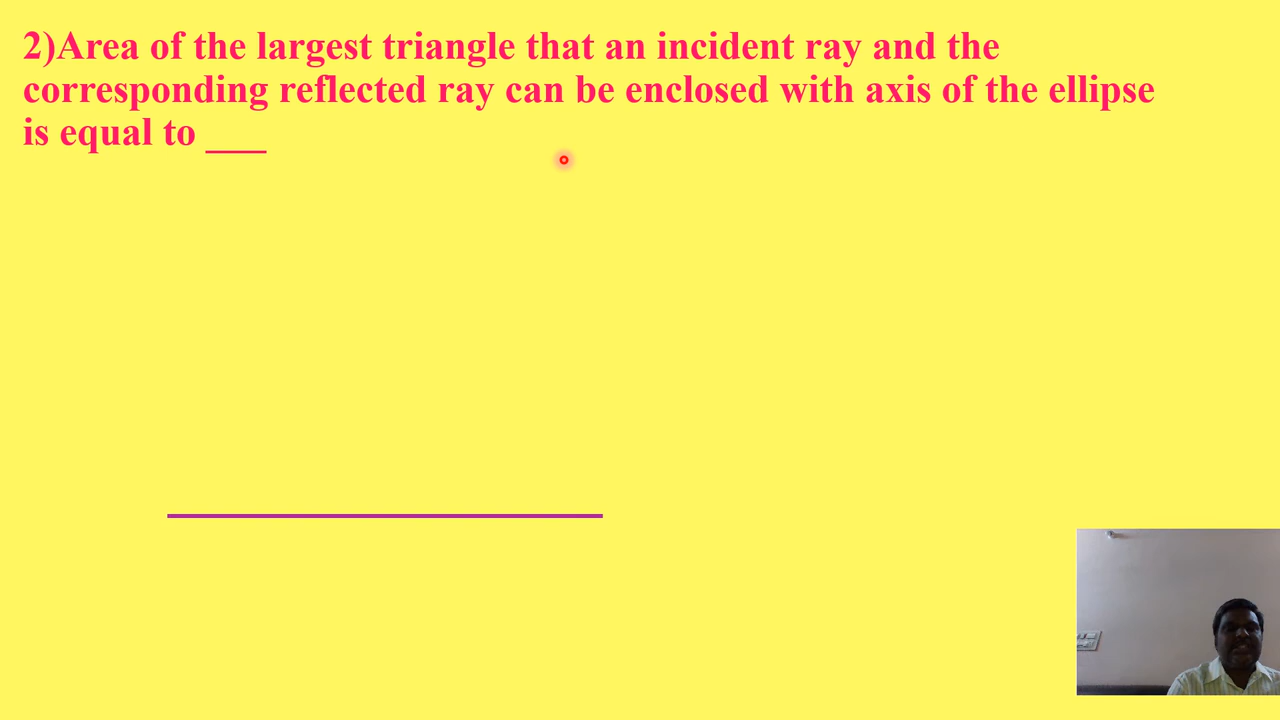 2)Area of the largest triangle that an incident ray and the
corresponding reflected ray can be enclosed with axis of the ellipse
is equal to ___